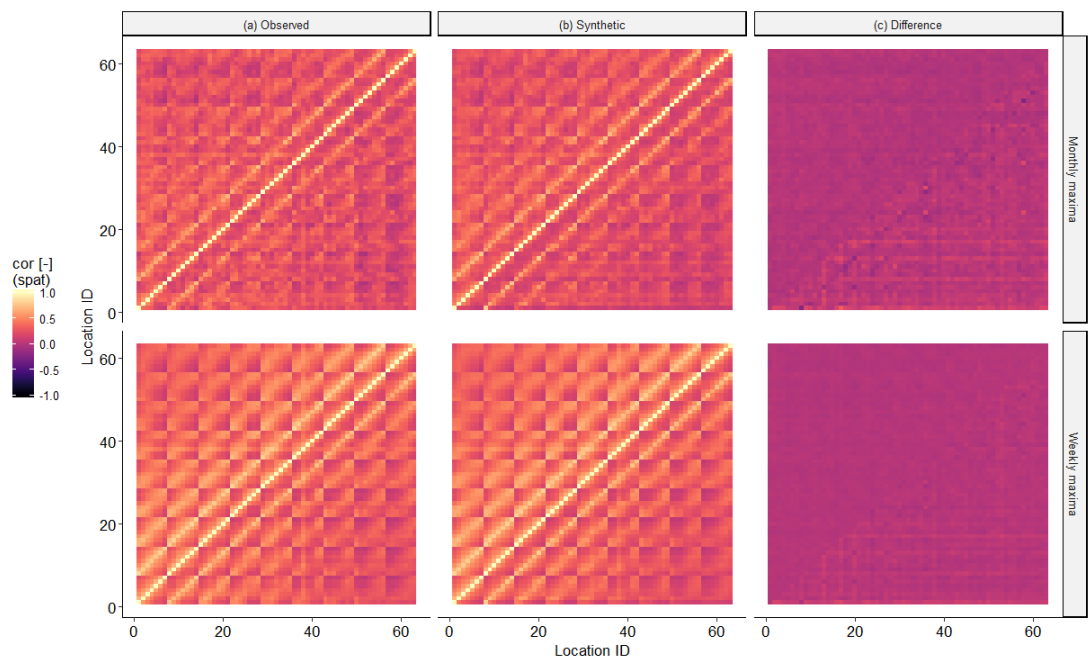 (a) Observed
(b) Synthetic
(c) Difference
60
40
20
0
Monthly maxima
cor [-]
(spat)
1.0
0.5
0.0
-0.5
-1.0
Location ID
60
40
20
0
Weekly maxima
0
20
40
60
0
20
40
60
0
20
40
60
Location ID